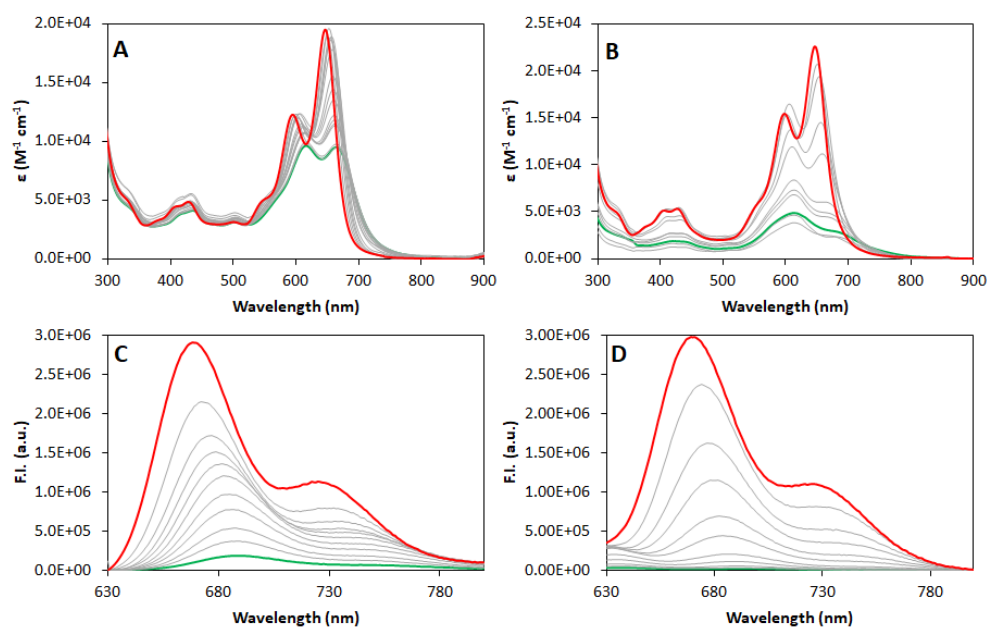 A
ε (M⁻¹ cm⁻¹)
2.0E+04
1.5E+04
1.0E+04
5.0E+03
0.0E+00
300 400 500 600 700 800 900
Wavelength (nm)
B
ε (M⁻¹ cm⁻¹)
2.5E+04
2.0E+04
1.5E+04
1.0E+04
5.0E+03
0.0E+00
300 400 500 600 700 800 900
Wavelength (nm)
C
F.I. (a.u.)
3.0E+06
2.5E+06
2.0E+06
1.5E+06
1.0E+06
5.0E+05
0.0E+00
630 680 730 780
Wavelength (nm)
D
F.I. (a.u.)
3.00E+06
2.50E+06
2.00E+06
1.50E+06
1.00E+06
5.00E+05
0.00E+00
630 680 730 780
Wavelength (nm)